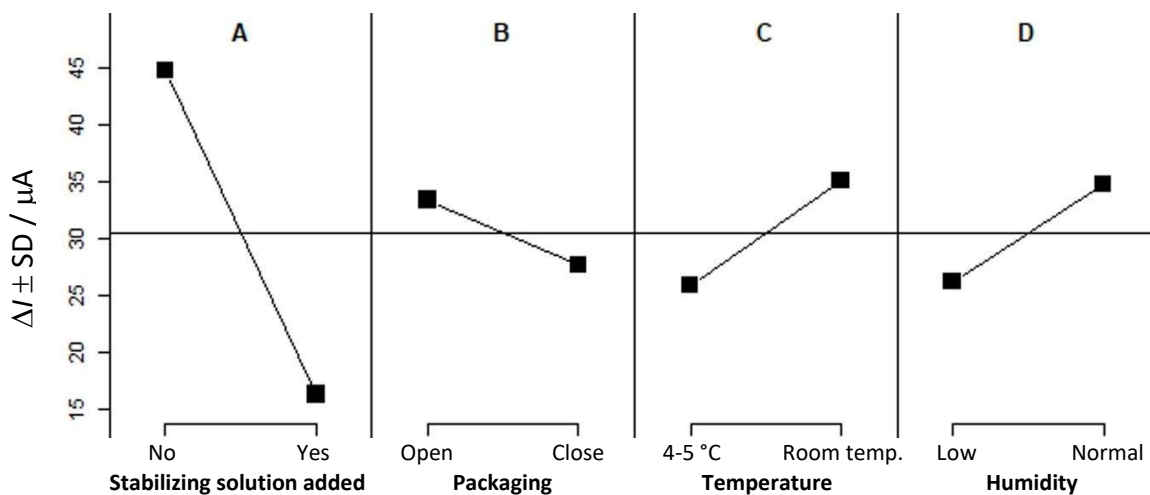 A B C D
ΔI ± SD / μA
45
40
35
30
25
20
15
No Yes Open Close 4-5 °C Room temp. Low Normal
Stabilizing solution added Packaging Temperature Humidity